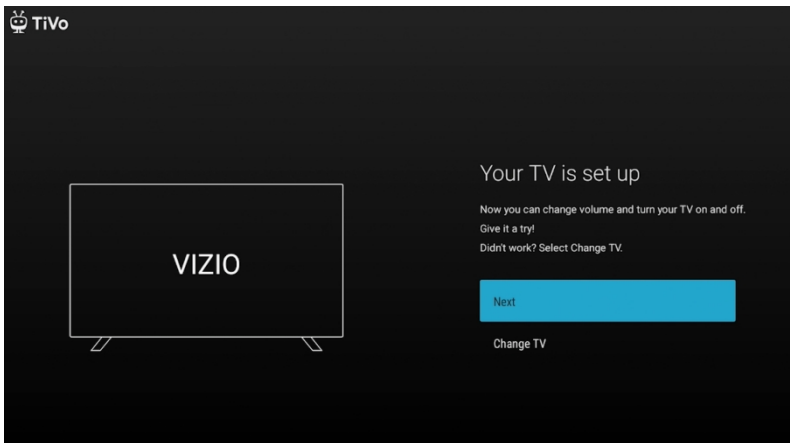 TiVo
Your TV is set up
Now you can change volume and turn your TV on and off.
Give it a try!
Didn't work? Select Change TV.
VIZIO
Next
Change TV